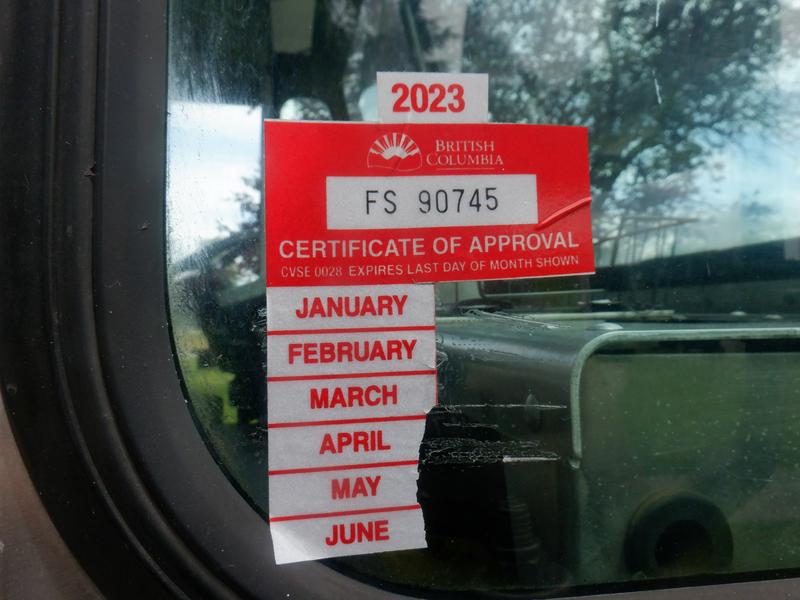 2023
BRITISH
COLUMBIA
FS 90745
CERTIFICATE OF APPROVAL
CVSE 0028 EXPIRES LAST DAY OF MONTH SHOWN
JANUARY
FEBRUARY
MARCH
APRIL
MAY
JUNE